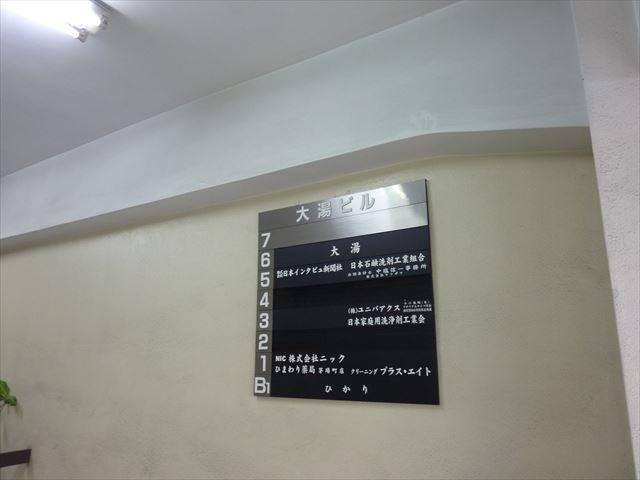 大湯ビル
7
大湯
6
日本インタビュ新聞社 日本石鹸洗剤工業組合
5
4
(株)ユニバアクス
3
日本家庭用洗浄剤工業会
2
NIC 株式会社ニック
1
ひまわり薬局 茅場町店 クリーニング プラス・エイト
B1
ひかり